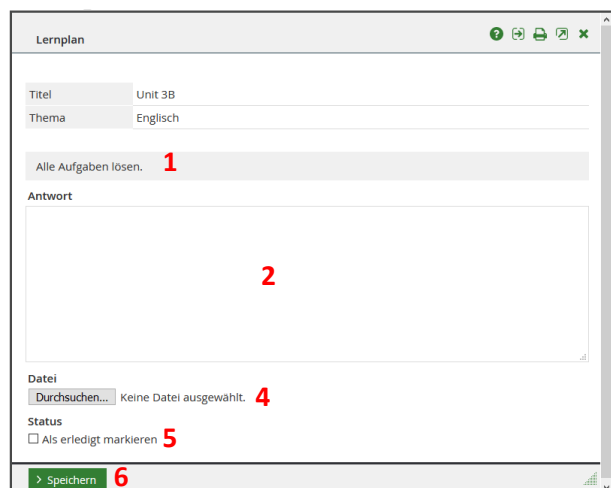 Lernplan
Titel Unit 3B
Thema Englisch
Alle Aufgaben lösen. 1
Antwort
2
Datei
Durchsuchen... Keine Datei ausgewählt. 4
Status
Als erledigt markieren 5
> Speichern 6